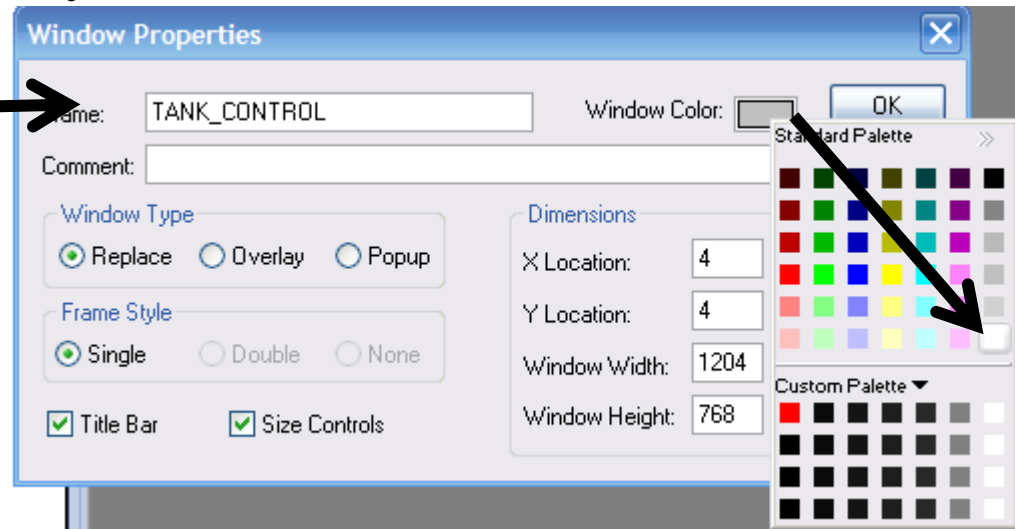 Window Properties
Name: TANK_CONTROL Window Color: OK
Standard Palette
Comment:
Window Type Dimensions
Replace Overlay Popup X Location: 4
Frame Style Y Location: 4
Single Double None Window Width: 1204
Custom Palette
Title Bar Size Controls Window Height: 768